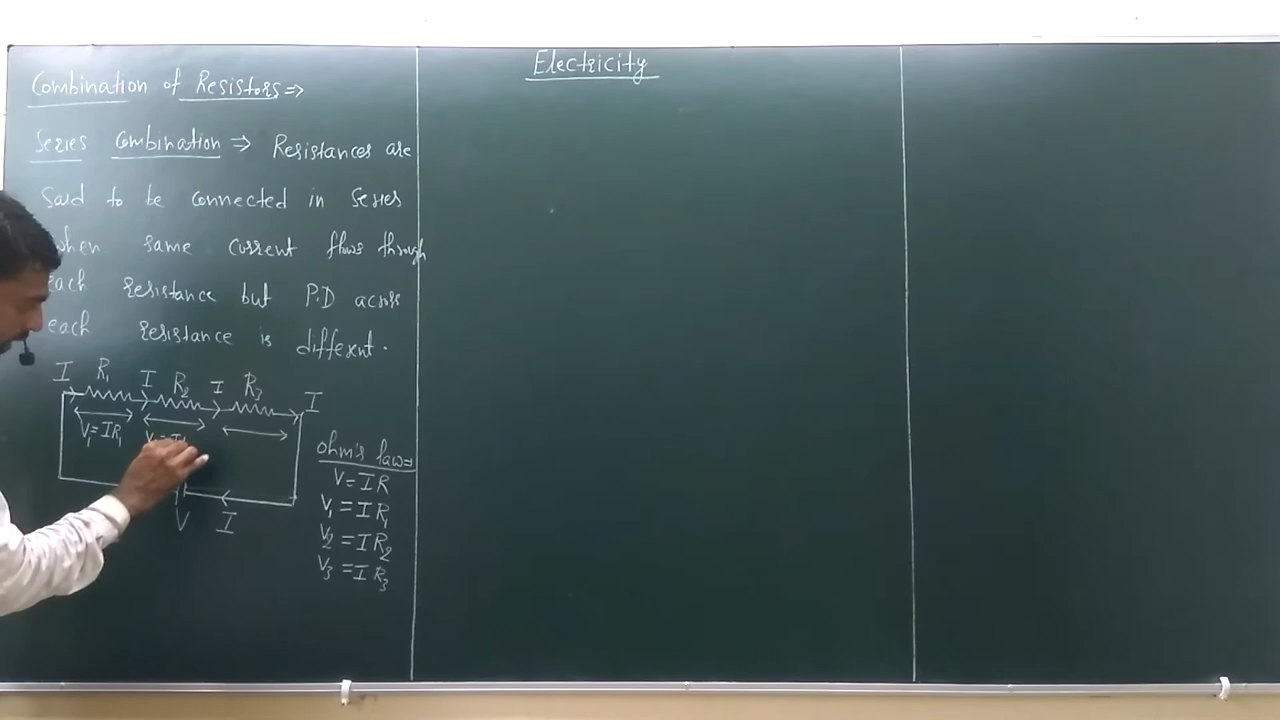 Electricity
Combination of Resistors ⇒
Series Combination ⇒ Resistances are
said to be connected in series
when same current flows through
each resistance but P.D across
each resistance is different.
I R₁ I R₂ I R₃ I
V₁ = IR₁
V I
ohm's law ⇒
V = IR
V₁ = IR₁
V₂ = IR₂
V₃ = IR₃